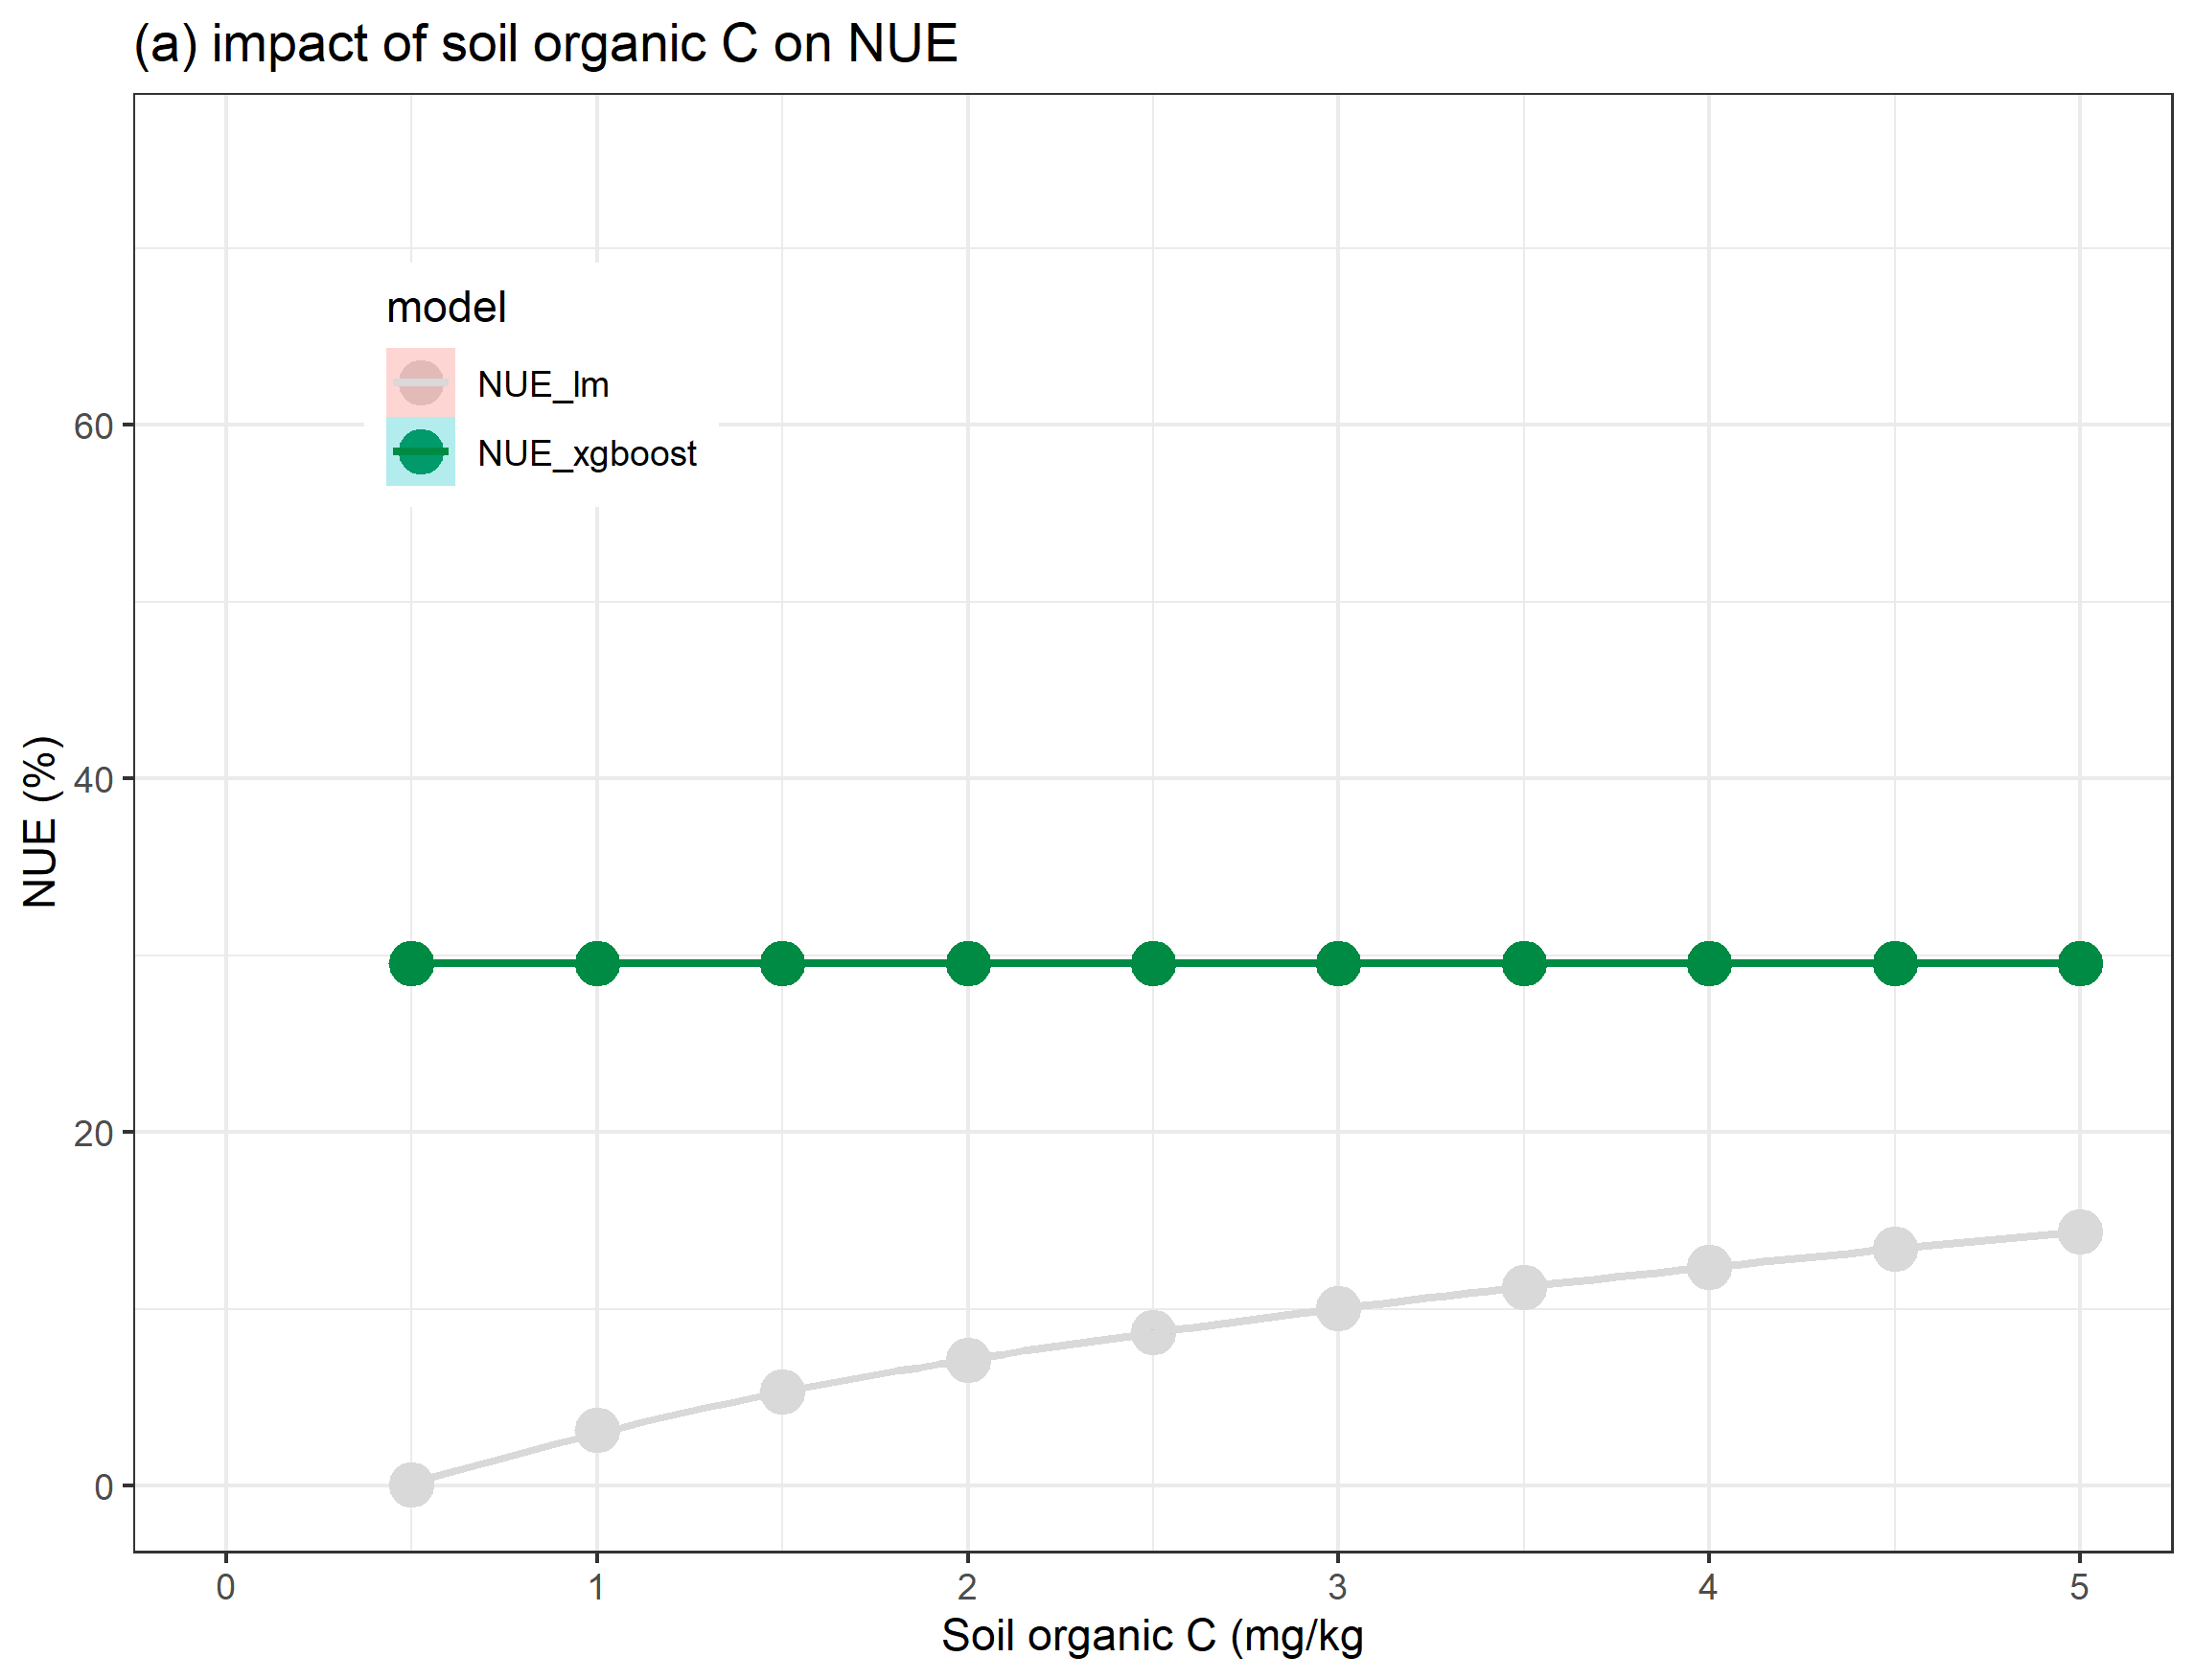 (a) impact of soil organic C on NUE
model
NUE_lm
NUE_xgboost
NUE (%)
60
40
20
0
0 1 2 3 4 5
Soil organic C (mg/kg